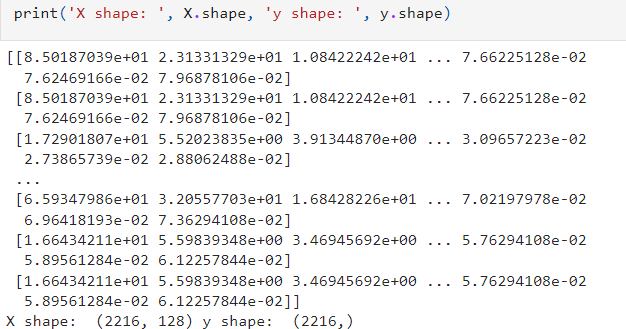 print('X shape: ', X.shape, 'y shape: ', y.shape)
[[8.50187039e+01 2.31331329e+01 1.08422242e+01 ... 7.66225128e-02
7.62469166e-02 7.96878106e-02]
[8.50187039e+01 2.31331329e+01 1.08422242e+01 ... 7.66225128e-02
7.62469166e-02 7.96878106e-02]
[1.72901807e+01 5.52023835e+00 3.91344870e+00 ... 3.09657223e-02
2.73865739e-02 2.88062488e-02]
...
[6.59347986e+01 3.20557703e+01 1.68428226e+01 ... 7.02197978e-02
6.96418193e-02 7.36294108e-02]
[1.66434211e+01 5.59839348e+00 3.46945692e+00 ... 5.76294108e-02
5.89561284e-02 6.12257844e-02]
[1.66434211e+01 5.59839348e+00 3.46945692e+00 ... 5.76294108e-02
5.89561284e-02 6.12257844e-02]]
X shape:  (2216, 128) y shape:  (2216,)